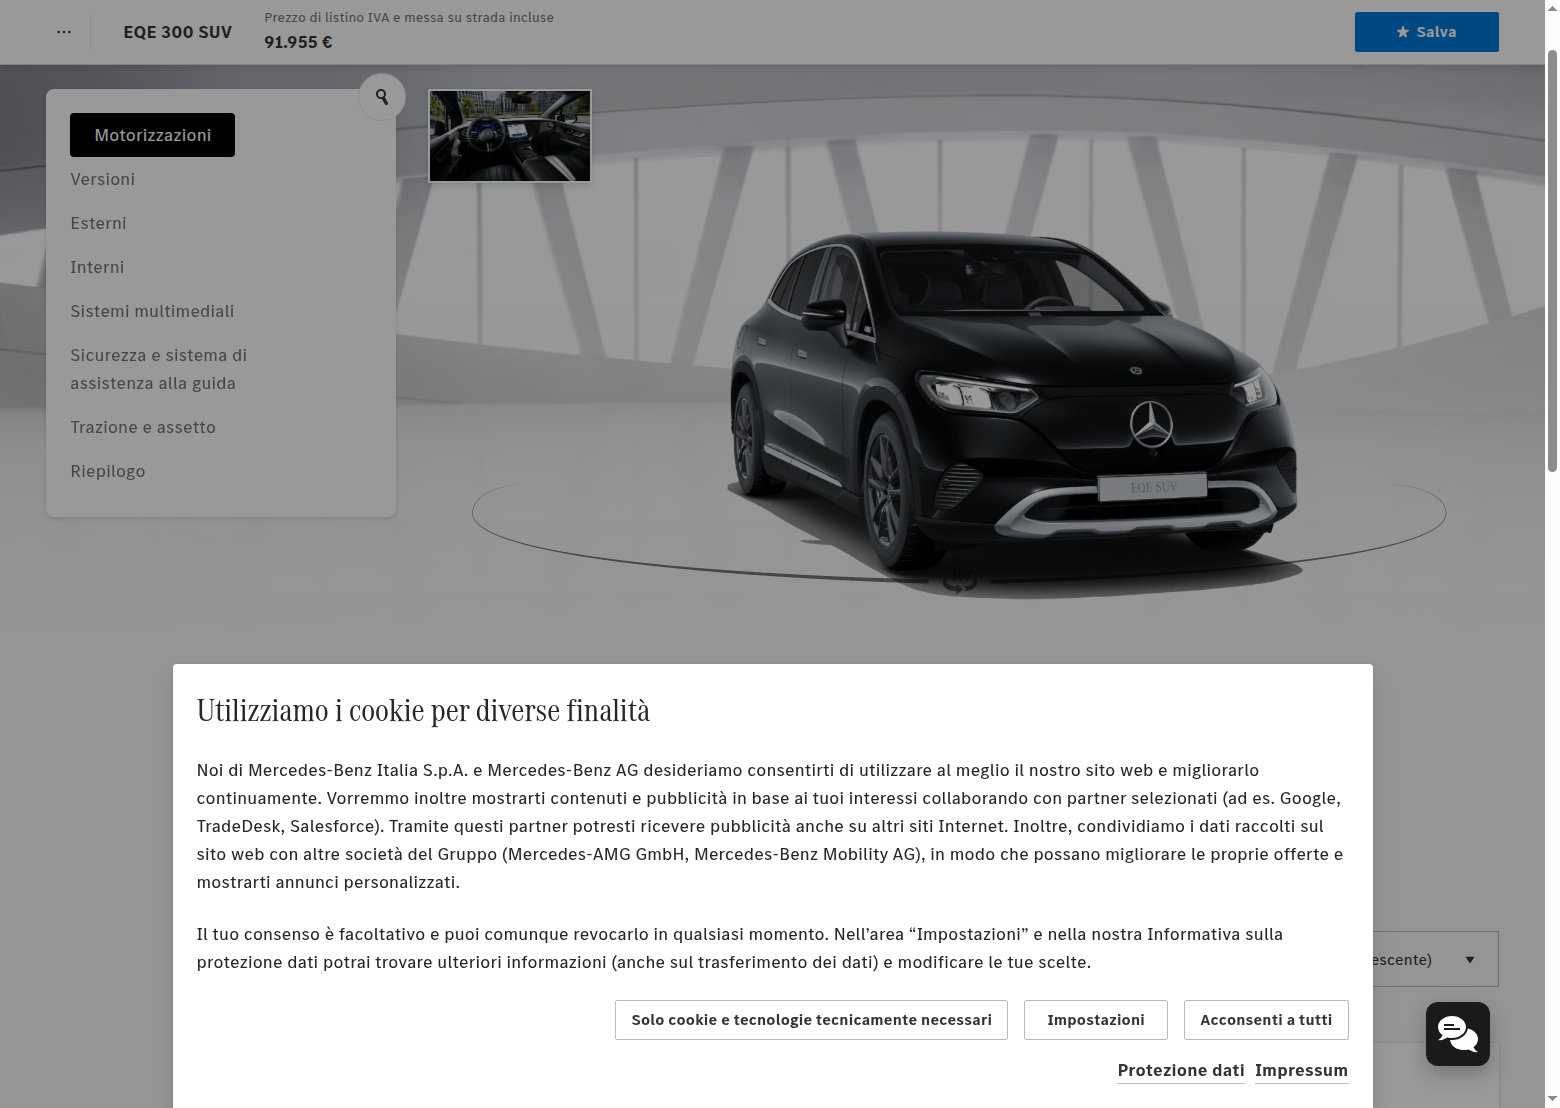 EQE 300 SUV
Prezzo di listino IVA e messa su strada incluse
91.955 €
Salva
Motorizzazioni
Versioni
Esterni
Interni
Sistemi multimediali
Sicurezza e sistema di
assistenza alla guida
Trazione e assetto
Riepilogo
EQE SUV
360
Utilizziamo i cookie per diverse finalità
Noi di Mercedes-Benz Italia S.p.A. e Mercedes-Benz AG desideriamo consentirti di utilizzare al meglio il nostro sito web e migliorarlo
continuamente. Vorremmo inoltre mostrarti contenuti e pubblicità in base ai tuoi interessi collaborando con partner selezionati (ad es. Google,
TradeDesk, Salesforce). Tramite questi partner potresti ricevere pubblicità anche su altri siti Internet. Inoltre, condividiamo i dati raccolti sul
sito web con altre società del Gruppo (Mercedes-AMG GmbH, Mercedes-Benz Mobility AG), in modo che possano migliorare le proprie offerte e
mostrarti annunci personalizzati.
Il tuo consenso è facoltativo e puoi comunque revocarlo in qualsiasi momento. Nell'area “Impostazioni” e nella nostra Informativa sulla
protezione dati potrai trovare ulteriori informazioni (anche sul trasferimento dei dati) e modificare le tue scelte.
escente)
Solo cookie e tecnologie tecnicamente necessari
Impostazioni
Acconsenti a tutti
Protezione dati
Impressum